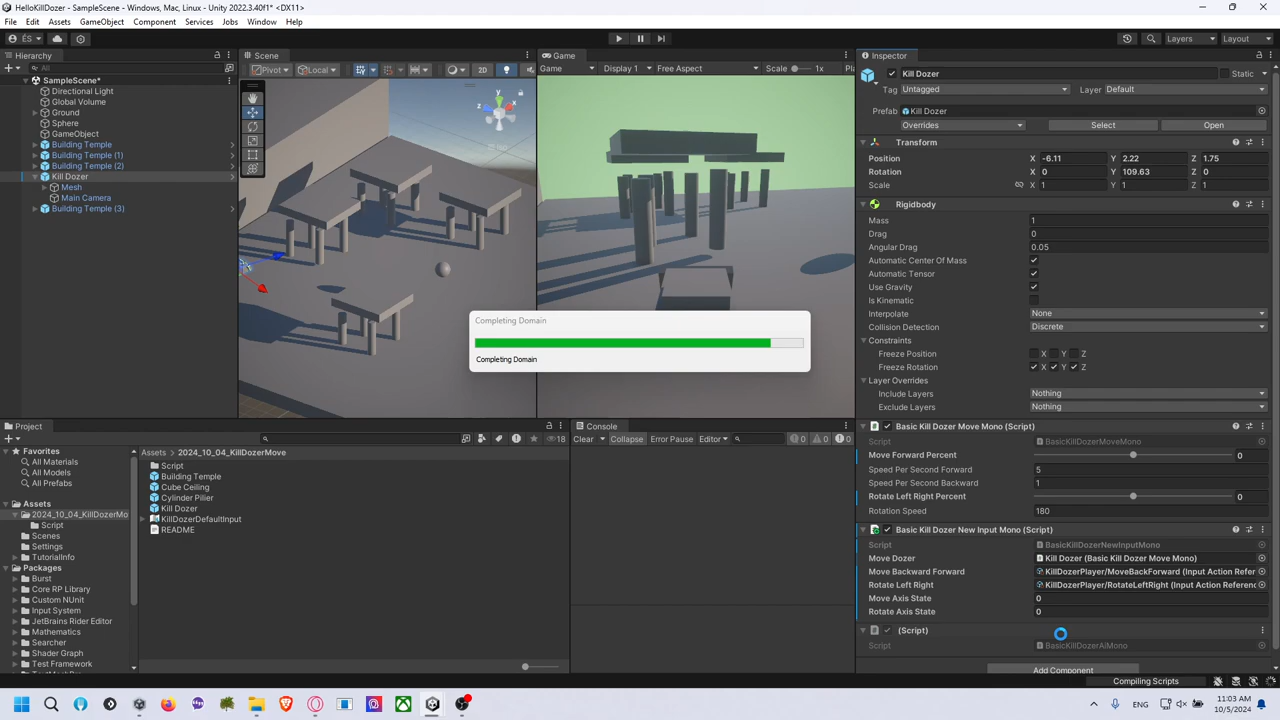 HelloKillDozer - SampleScene - Windows, Mac, Linux - Unity 2022.3.40f1* <DX11>
File Edit Assets GameObject Component Services Jobs Window Help
ÉS
Layers Layout
Hierarchy
All
SampleScene*
Directional Light
Global Volume
Ground
Sphere
GameObject
Building Temple
Building Temple (1)
Building Temple (2)
Kill Dozer
Mesh
Main Camera
Building Temple (3)
Scene
Pivot Local 2D
y
x
z
Game
Game Display 1 Free Aspect Scale 1x Pl
Completing Domain
Completing Domain
Inspector
Kill Dozer Static
Tag Untagged Layer Default
Prefab Kill Dozer
Overrides Select Open
Transform
Position X -6.11 Y 2.22 Z 1.75
Rotation X 0 Y 109.63 Z 0
Scale X 1 Y 1 Z 1
Rigidbody
Mass 1
Drag 0
Angular Drag 0.05
Automatic Center Of Mass
Automatic Tensor
Use Gravity
Is Kinematic
Interpolate None
Collision Detection Discrete
Constraints
Freeze Position X Y Z
Freeze Rotation X Y Z
Layer Overrides
Include Layers Nothing
Exclude Layers Nothing
Basic Kill Dozer Move Mono (Script)
Script BasicKillDozerMoveMono
Move Forward Percent 0
Speed Per Second Forward 5
Speed Per Second Backward 1
Rotate Left Right Percent 0
Rotation Speed 180
Basic Kill Dozer New Input Mono (Script)
Script BasicKillDozerNewInputMono
Move Dozer Kill Dozer (Basic Kill Dozer Move Mono)
Move Backward Forward KillDozerPlayer/MoveBackForward (Input Action Refer
Rotate Left Right KillDozerPlayer/RotateLeftRight (Input Action Referenc
Move Axis State 0
Rotate Axis State 0
(Script)
Script BasicKillDozerAiMono
Add Component
Compiling Scripts
Project
18
Favorites
All Materials
All Models
All Prefabs
Assets
2024_10_04_KillDozerMo
Script
Scenes
Settings
TutorialInfo
Packages
Burst
Core RP Library
Custom NUnit
Input System
JetBrains Rider Editor
Mathematics
Searcher
Shader Graph
Test Framework
Assets > 2024_10_04_KillDozerMove
Script
Building Temple
Cube Ceiling
Cylinder Pilier
Kill Dozer
KillDozerDefaultInput
README
Console
Clear Collapse Error Pause Editor 0 0 0
ENG
11:03 AM
10/5/2024